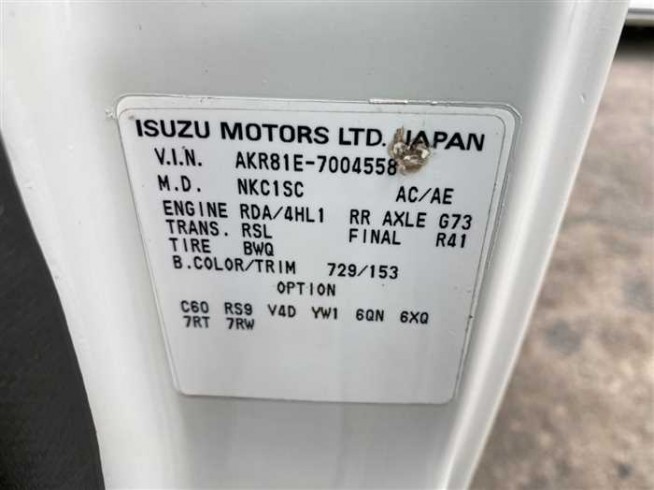 ISUZU MOTORS LTD. JAPAN
V.I.N. AKR81E-7004558
M.D. NKC1SC AC/AE
ENGINE RDA/4HL1 RR AXLE G73
TRANS. RSL FINAL R41
TIRE BWQ
B.COLOR/TRIM 729/153
OPTION
C60 RS9 V4D YW1 6QN 6XQ
7RT 7RW